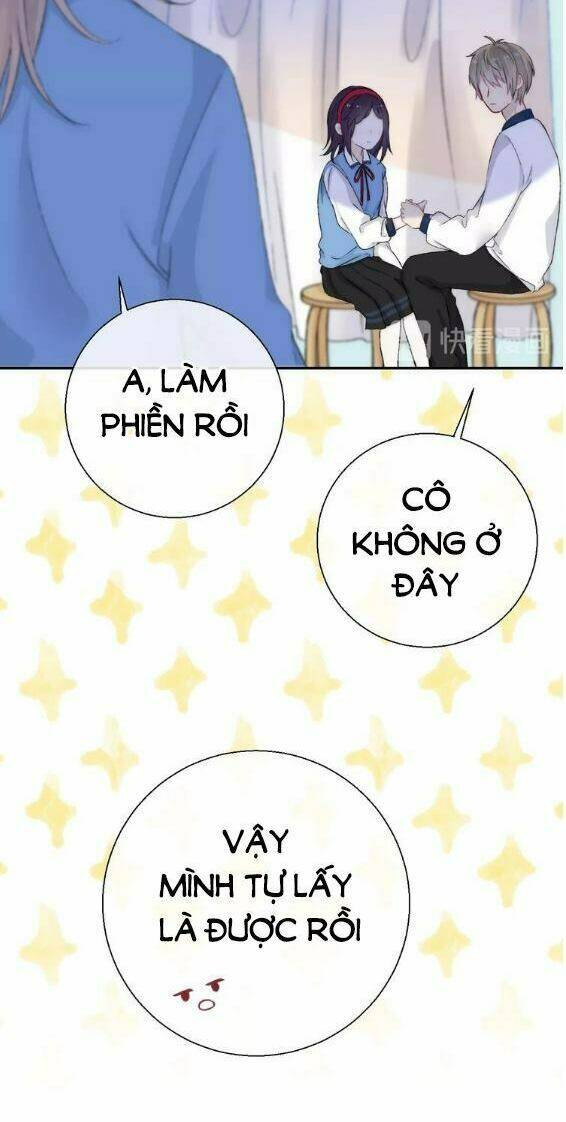 快看漫画
A, LÀM
PHIỀN RỒI
CÔ
KHÔNG Ở
ĐÂY
VẬY
MÌNH TỰ LẤY
LÀ ĐƯỢC RỒI